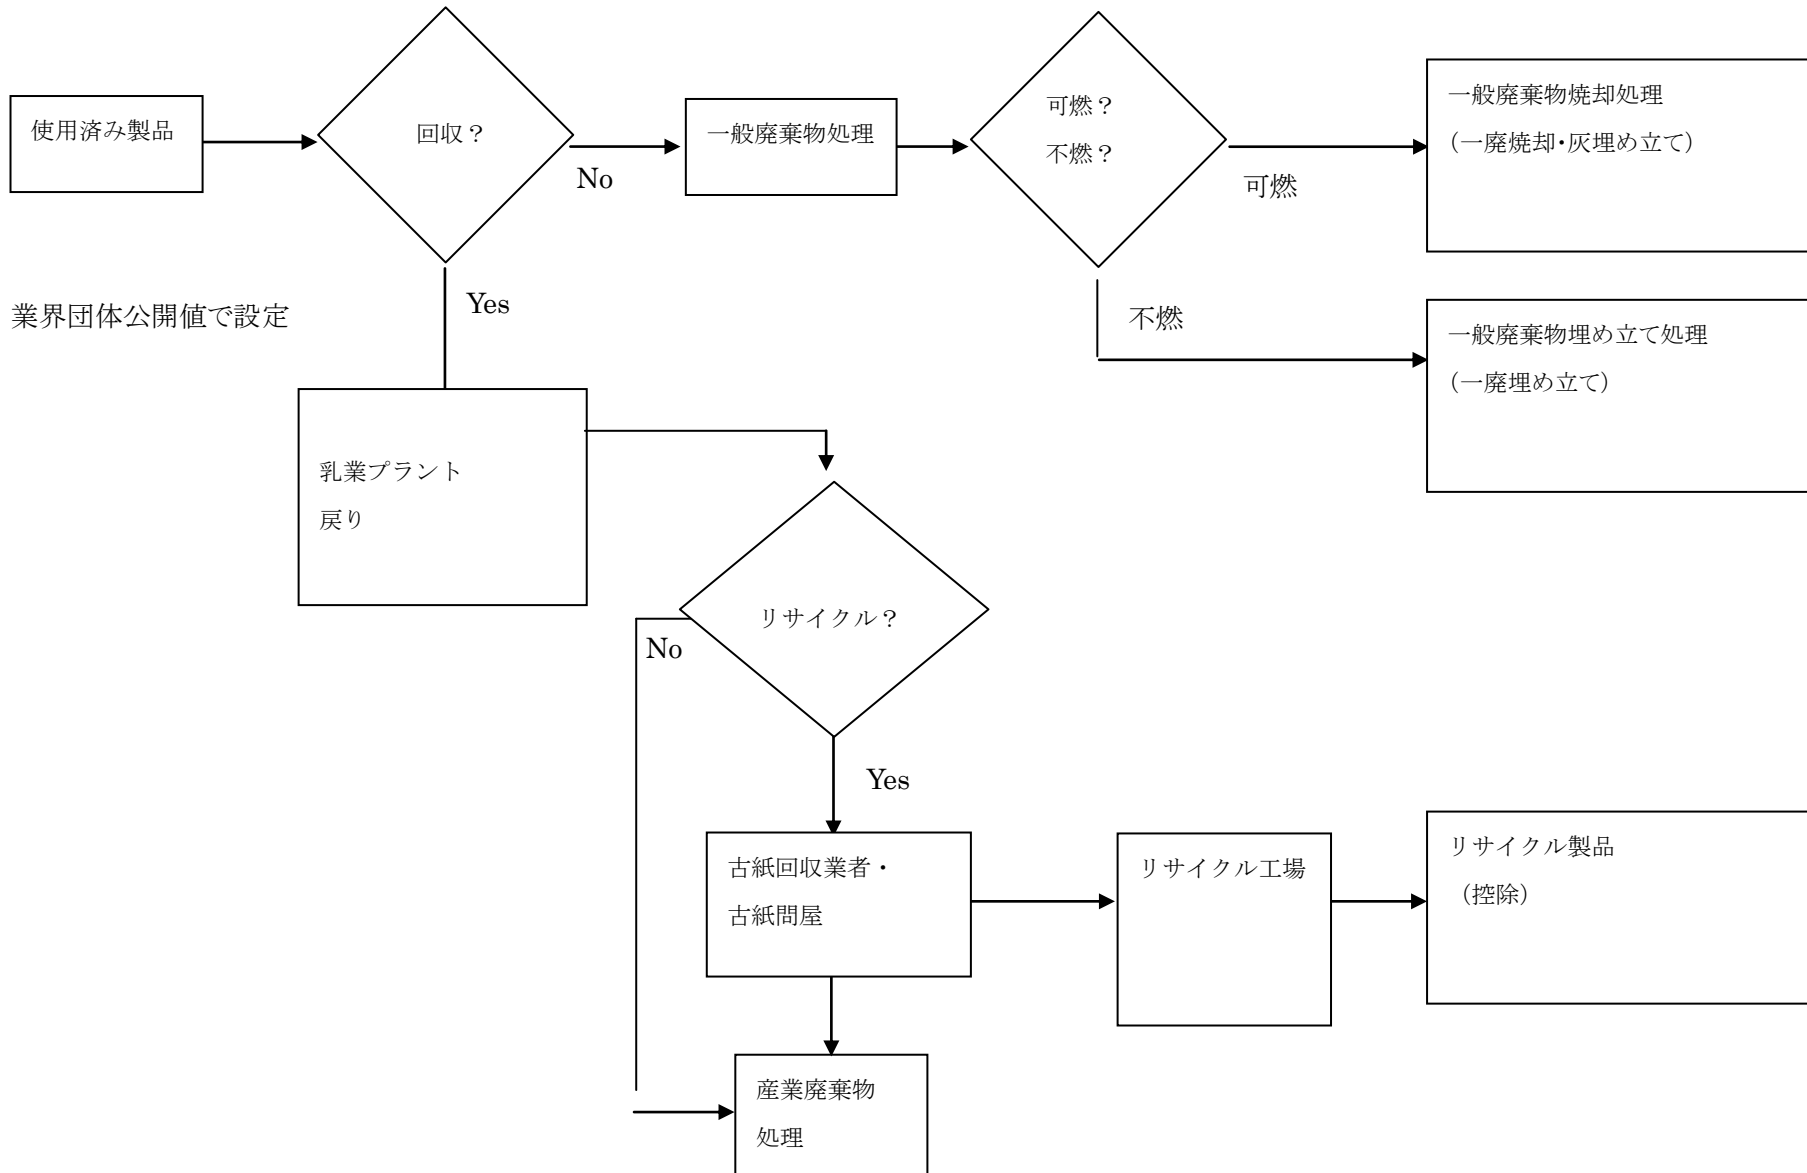 使用済み製品
回収？
No
一般廃棄物処理
可燃？
不燃？
可燃
一般廃棄物焼却処理
（一廃焼却・灰埋め立て）
業界団体公開値で設定
Yes
不燃
一般廃棄物埋め立て処理
（一廃埋め立て）
乳業プラント
戻り
リサイクル？
No
Yes
古紙回収業者・
古紙問屋
リサイクル工場
リサイクル製品
（控除）
産業廃棄物
処理